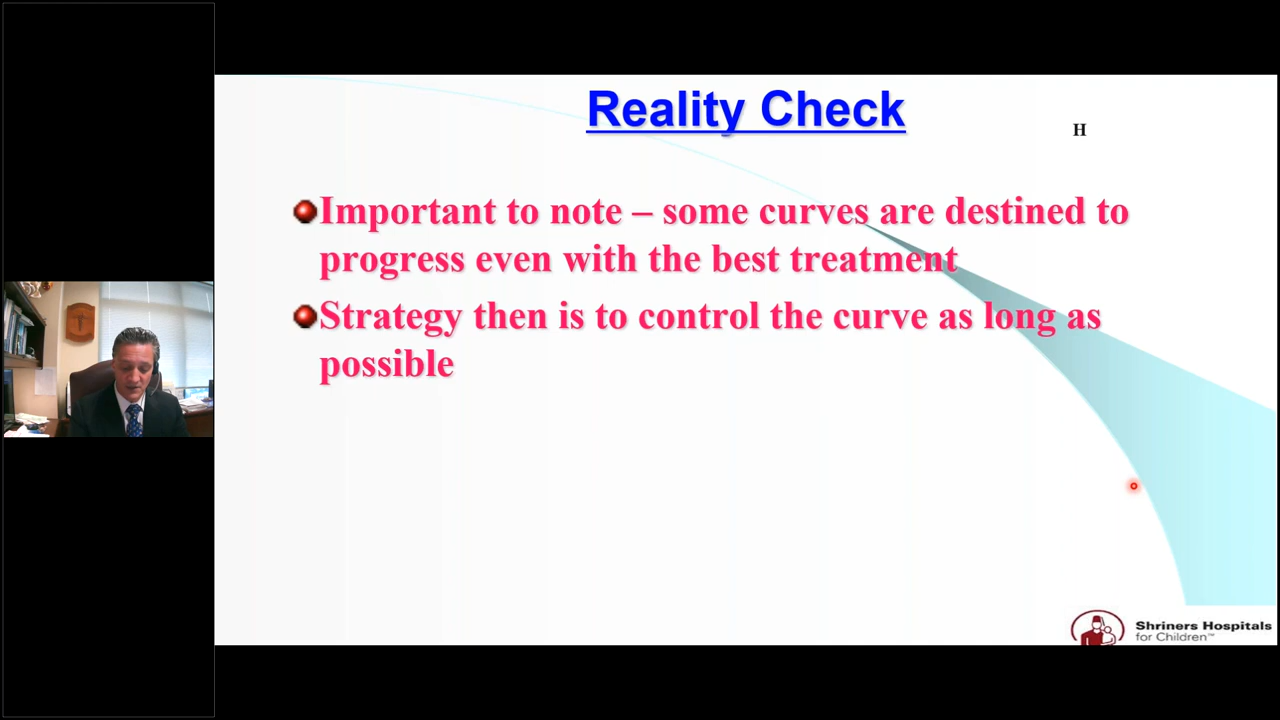 Reality Check
H
Important to note – some curves are destined to
progress even with the best treatment
Strategy then is to control the curve as long as
possible
Shriners Hospitals
for Children™